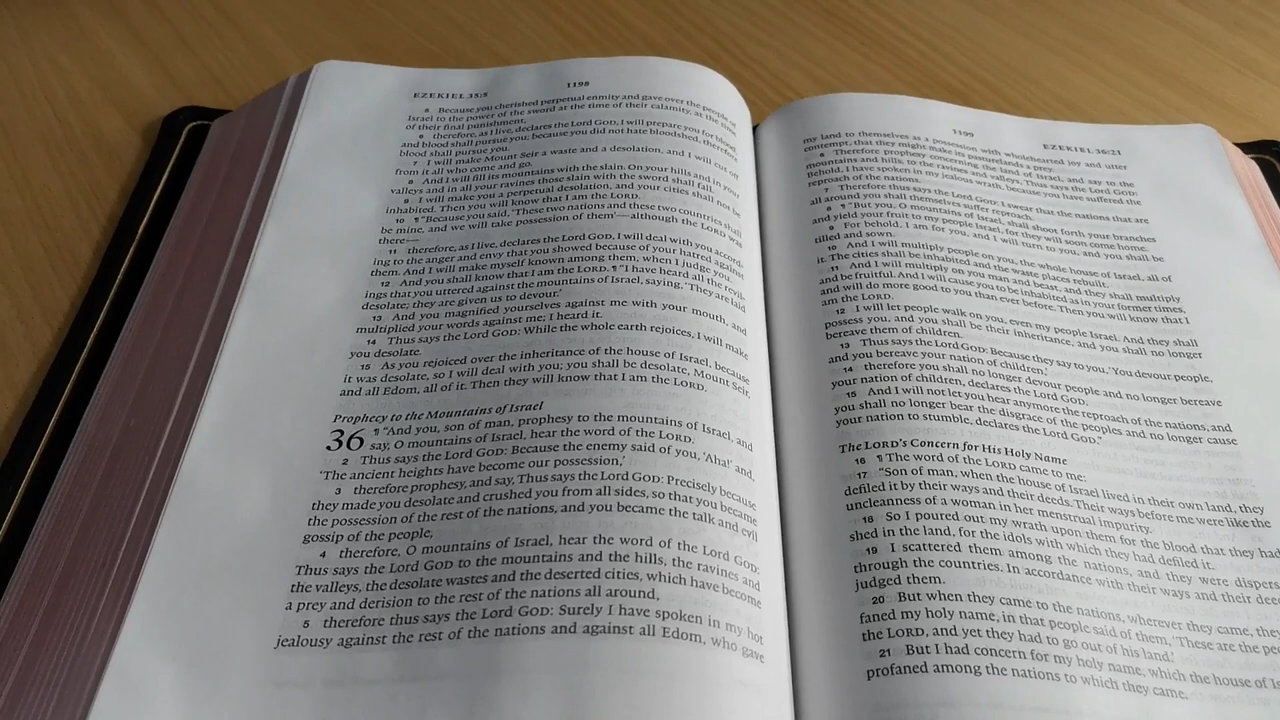 EZEKIEL 35:5
1198
5 Because you cherished perpetual enmity and gave over the people of
Israel to the power of the sword at the time of their calamity, at the time
of their final punishment,
6 therefore, as I live, declares the Lord GOD, I will prepare you for blood,
and blood shall pursue you; because you did not hate bloodshed, therefore
blood shall pursue you.
7 I will make Mount Seir a waste and a desolation, and I will cut off
from it all who come and go.
8 And I will fill its mountains with the slain. On your hills and in your
valleys and in all your ravines those slain with the sword shall fall.
9 I will make you a perpetual desolation, and your cities shall not be
inhabited. Then you will know that I am the LORD.
10 ¶ "Because you said, 'These two nations and these two countries shall
be mine, and we will take possession of them'—although the LORD was
there—
11 therefore, as I live, declares the Lord GOD, I will deal with you accord-
ing to the anger and envy that you showed because of your hatred against
them. And I will make myself known among them, when I judge you.
12 And you shall know that I am the LORD. ¶ "I have heard all the revil-
ings that you uttered against the mountains of Israel, saying, 'They are laid
desolate; they are given us to devour.'
13 And you magnified yourselves against me with your mouth, and
multiplied your words against me; I heard it.
14 Thus says the Lord GOD: While the whole earth rejoices, I will make
you desolate.
15 As you rejoiced over the inheritance of the house of Israel, because
it was desolate, so I will deal with you; you shall be desolate, Mount Seir,
and all Edom, all of it. Then they will know that I am the LORD.
Prophecy to the Mountains of Israel
36 ¶ "And you, son of man, prophesy to the mountains of Israel, and
say, O mountains of Israel, hear the word of the LORD.
2 Thus says the Lord GOD: Because the enemy said of you, 'Aha!' and,
'The ancient heights have become our possession,'
3 therefore prophesy, and say, Thus says the Lord GOD: Precisely because
they made you desolate and crushed you from all sides, so that you became
the possession of the rest of the nations, and you became the talk and evil
gossip of the people,
4 therefore, O mountains of Israel, hear the word of the Lord GOD:
Thus says the Lord GOD to the mountains and the hills, the ravines and
the valleys, the desolate wastes and the deserted cities, which have become
a prey and derision to the rest of the nations all around,
5 therefore thus says the Lord GOD: Surely I have spoken in my hot
jealousy against the rest of the nations and against all Edom, who gave
1199
EZEKIEL 36:21
my land to themselves as a possession with wholehearted joy and utter
contempt, that they might make its pasturelands a prey.
6 Therefore prophesy concerning the land of Israel, and say to the
mountains and hills, to the ravines and valleys, Thus says the Lord GOD:
Behold, I have spoken in my jealous wrath, because you have suffered the
reproach of the nations.
7 Therefore thus says the Lord GOD: I swear that the nations that are
all around you shall themselves suffer reproach.
8 ¶ "But you, O mountains of Israel, shall shoot forth your branches
and yield your fruit to my people Israel, for they will soon come home.
9 For behold, I am for you, and I will turn to you, and you shall be
tilled and sown.
10 And I will multiply people on you, the whole house of Israel, all of
it. The cities shall be inhabited and the waste places rebuilt.
11 And I will multiply on you man and beast, and they shall multiply
and be fruitful. And I will cause you to be inhabited as in your former times,
and will do more good to you than ever before. Then you will know that I
am the LORD.
12 I will let people walk on you, even my people Israel. And they shall
possess you, and you shall be their inheritance, and you shall no longer
bereave them of children.
13 Thus says the Lord GOD: Because they say to you, 'You devour people,
and you bereave your nation of children,'
14 therefore you shall no longer devour people and no longer bereave
your nation of children, declares the Lord GOD.
15 And I will not let you hear anymore the reproach of the nations, and
you shall no longer bear the disgrace of the peoples and no longer cause
your nation to stumble, declares the Lord GOD."
The LORD's Concern for His Holy Name
16 ¶ The word of the LORD came to me:
17 "Son of man, when the house of Israel lived in their own land, they
defiled it by their ways and their deeds. Their ways before me were like the
uncleanness of a woman in her menstrual impurity.
18 So I poured out my wrath upon them for the blood that they had
shed in the land, for the idols with which they had defiled it.
19 I scattered them among the nations, and they were dispers
through the countries. In accordance with their ways and their dee
judged them.
20 But when they came to the nations, wherever they came, the
faned my holy name, in that people said of them, 'These are the peo
the LORD, and yet they had to go out of his land.'
21 But I had concern for my holy name, which the house of Is
profaned among the nations to which they came.